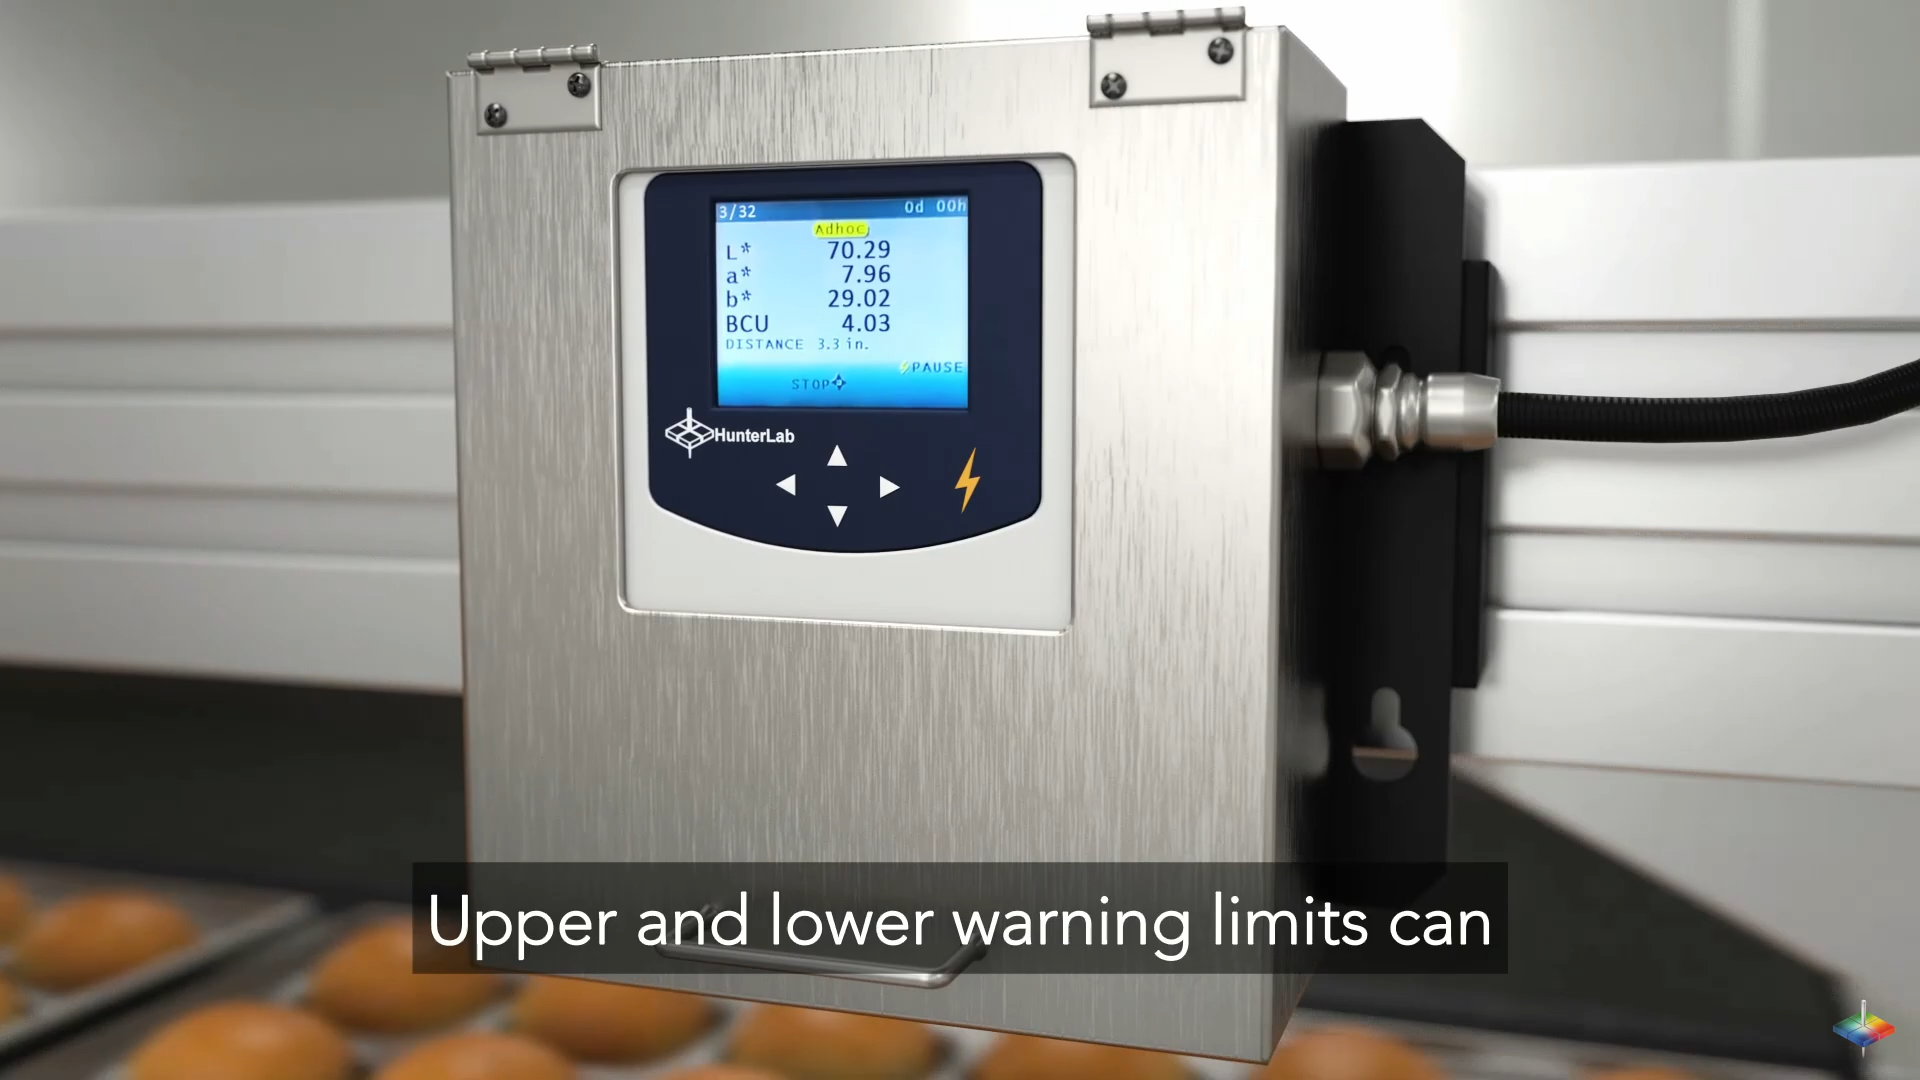 3/32 0d 00h
Adhoc
L* 70.29
a* 7.96
b* 29.02
BCU 4.03
DISTANCE 3.3 in.
PAUSE
STOP
HunterLab
Upper and lower warning limits can